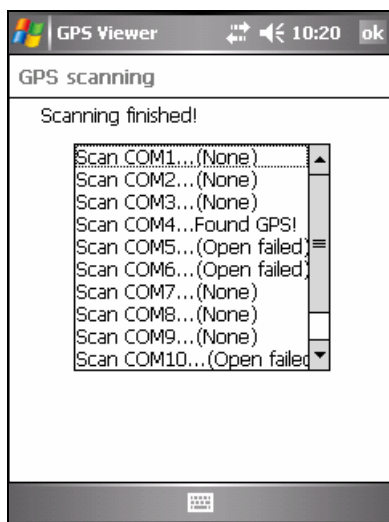 GPS Viewer 10:20 ok
GPS scanning
Scanning finished!
Scan COM1...(None)
Scan COM2...(None)
Scan COM3...(None)
Scan COM4...Found GPS!
Scan COM5...(Open failed)
Scan COM6...(Open failed)
Scan COM7...(None)
Scan COM8...(None)
Scan COM9...(None)
Scan COM10...(Open failed